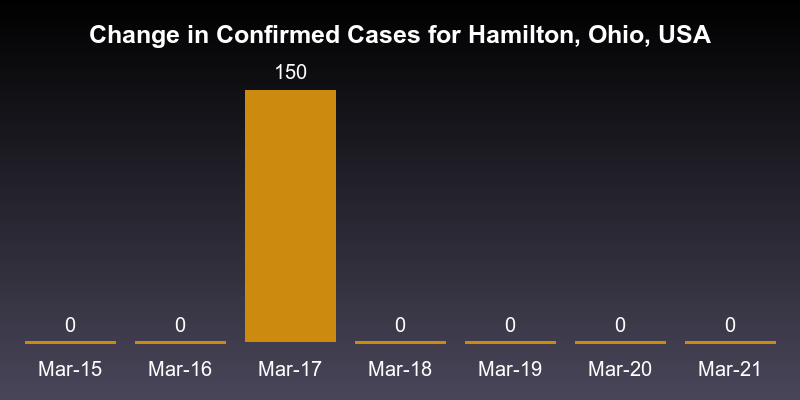 Change in Confirmed Cases for Hamilton, Ohio, USA
150
0 0 0 0 0 0
Mar-15 Mar-16 Mar-17 Mar-18 Mar-19 Mar-20 Mar-21